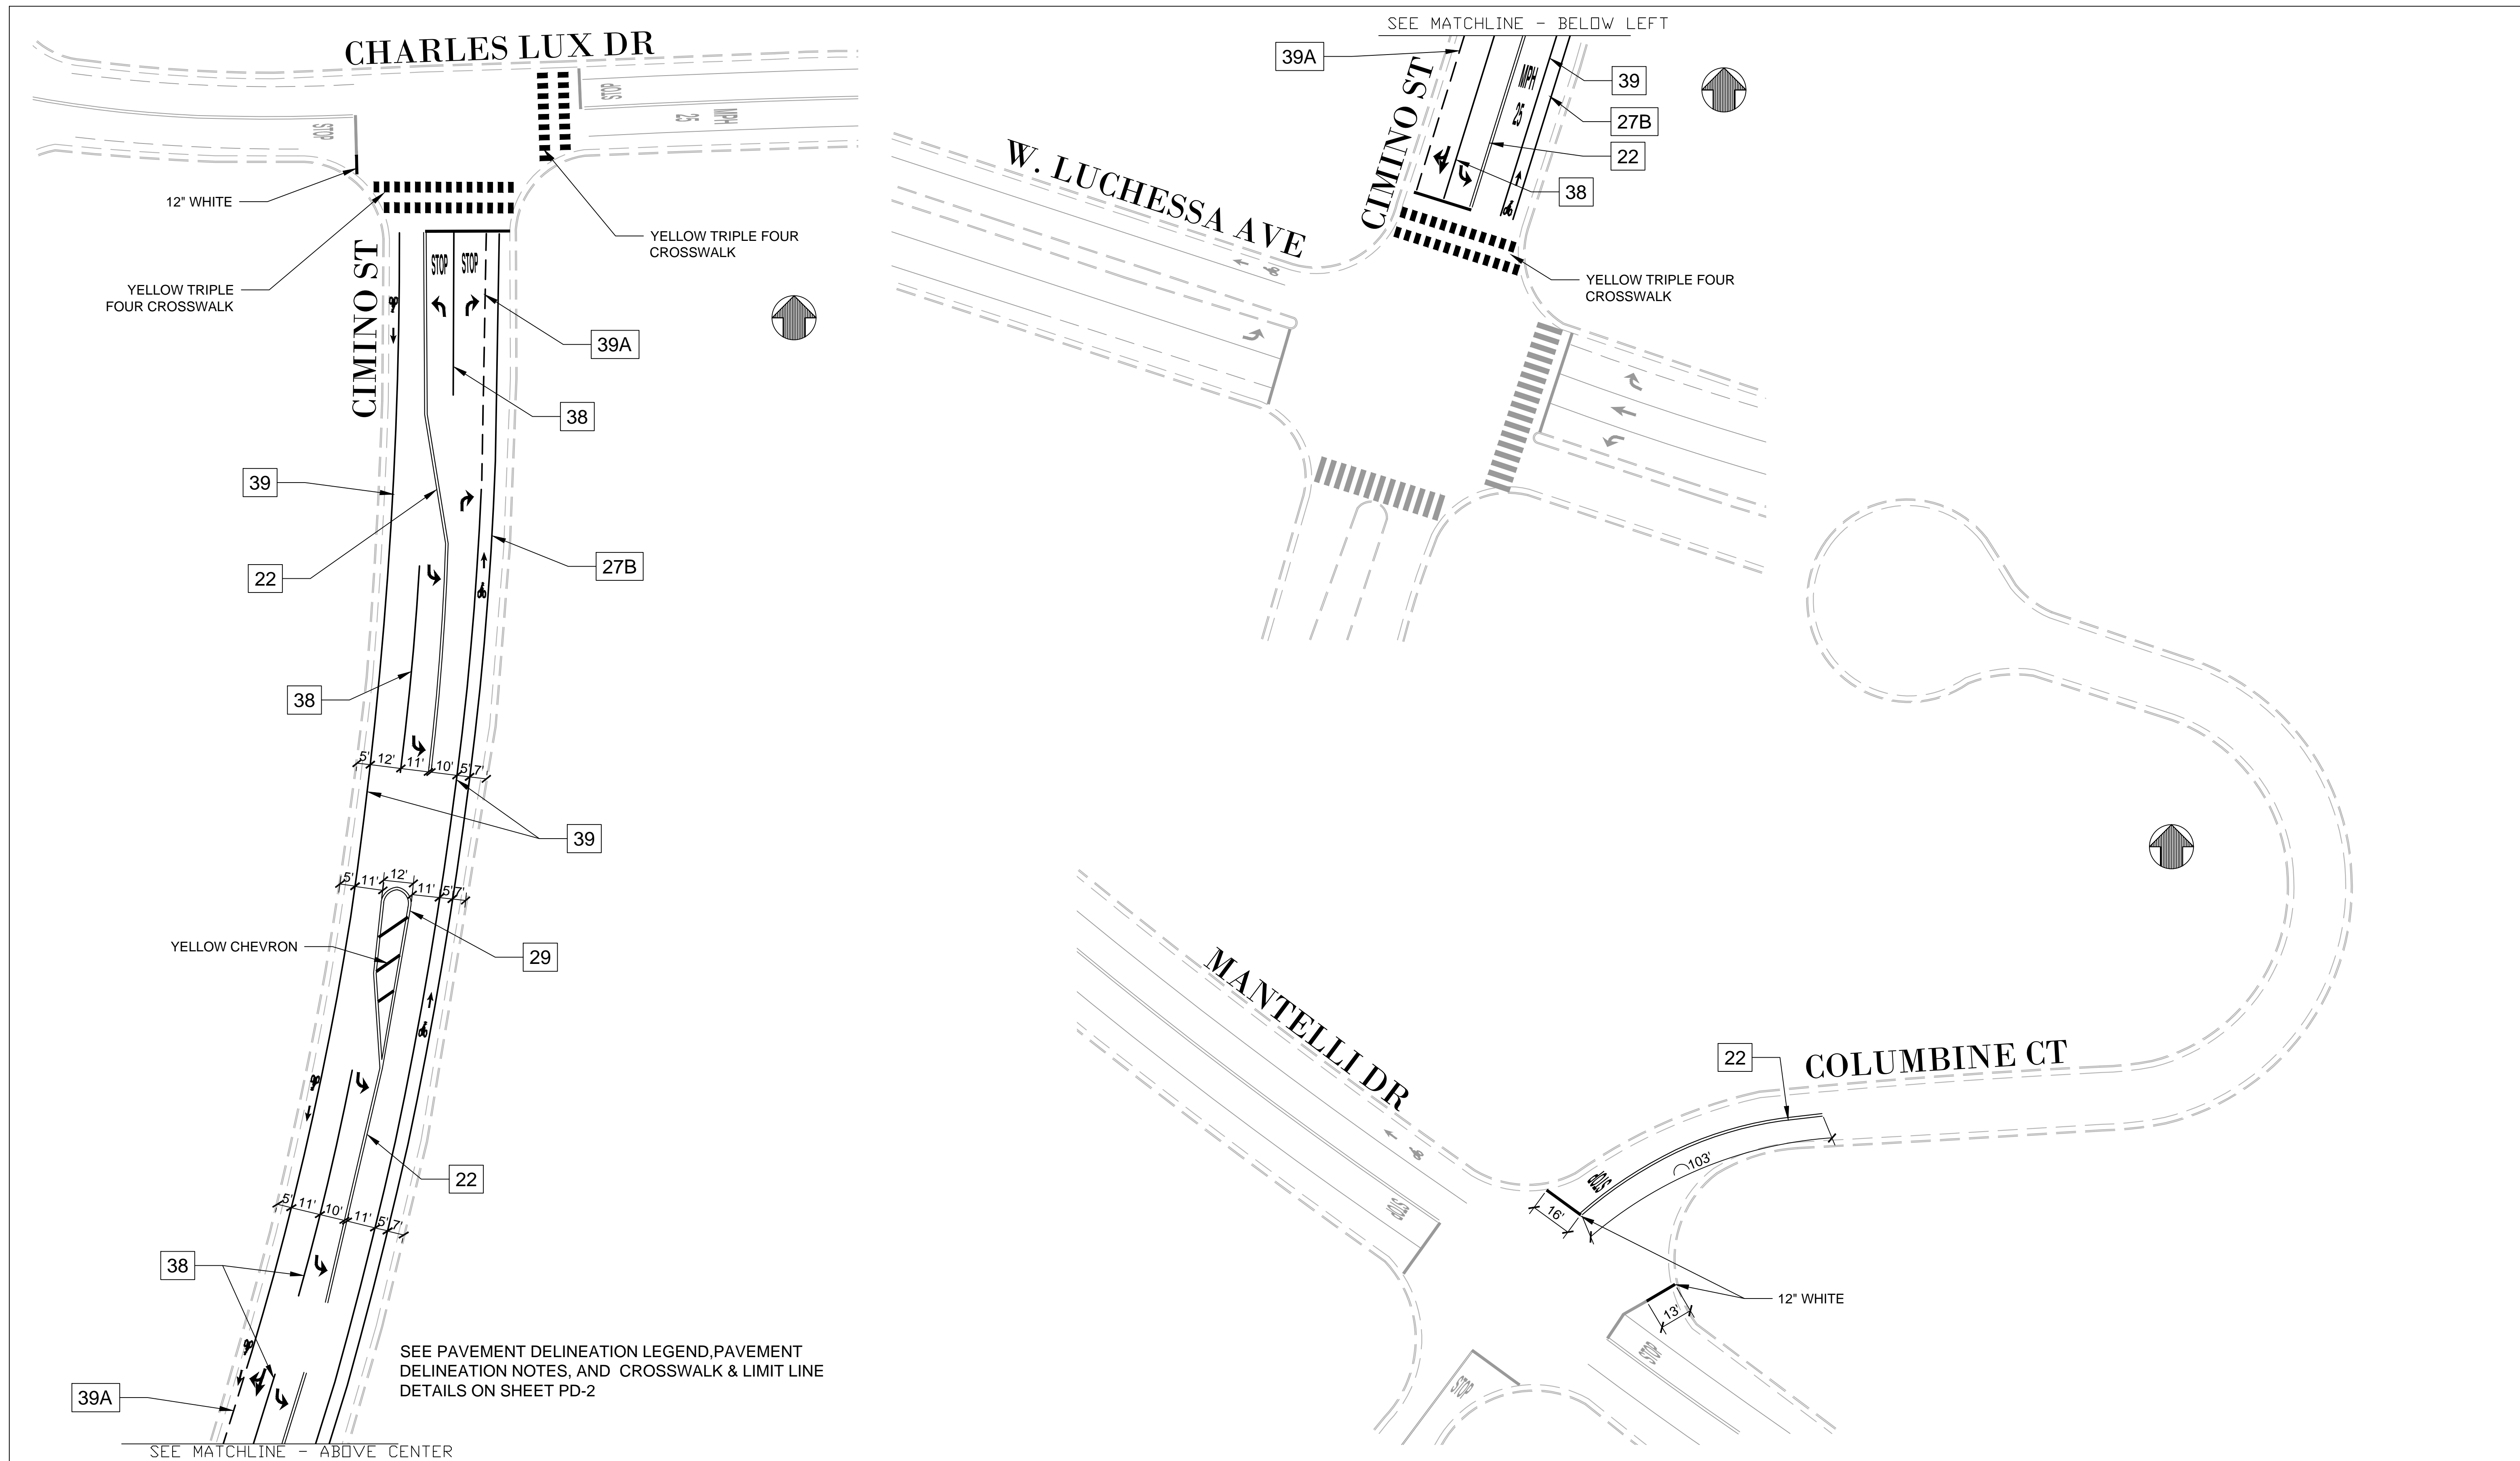 CHARLES LUX DR
STOP
STOP
25
MPH
12" WHITE
YELLOW TRIPLE FOUR
CROSSWALK
CIMINO ST
YELLOW TRIPLE
FOUR CROSSWALK
STOP
STOP
39A
38
39
22
27B
38
5'
12'
11'
10'
5'
7'
39
5'
11'
12'
11'
5'
7'
YELLOW CHEVRON
29
22
5'
11'
10'
11'
5'
7'
38
39A
SEE PAVEMENT DELINEATION LEGEND,PAVEMENT
DELINEATION NOTES, AND CROSSWALK & LIMIT LINE
DETAILS ON SHEET PD-2
SEE MATCHLINE - ABOVE CENTER
SEE MATCHLINE - BELOW LEFT
39A
39
MPH
25
27B
22
38
CIMINO ST
W. LUCHESSA AVE
YELLOW TRIPLE FOUR
CROSSWALK
MANTELLI DR
COLUMBINE CT
22
103'
STOP
16'
STOP
12" WHITE
13'
STOP
STOP